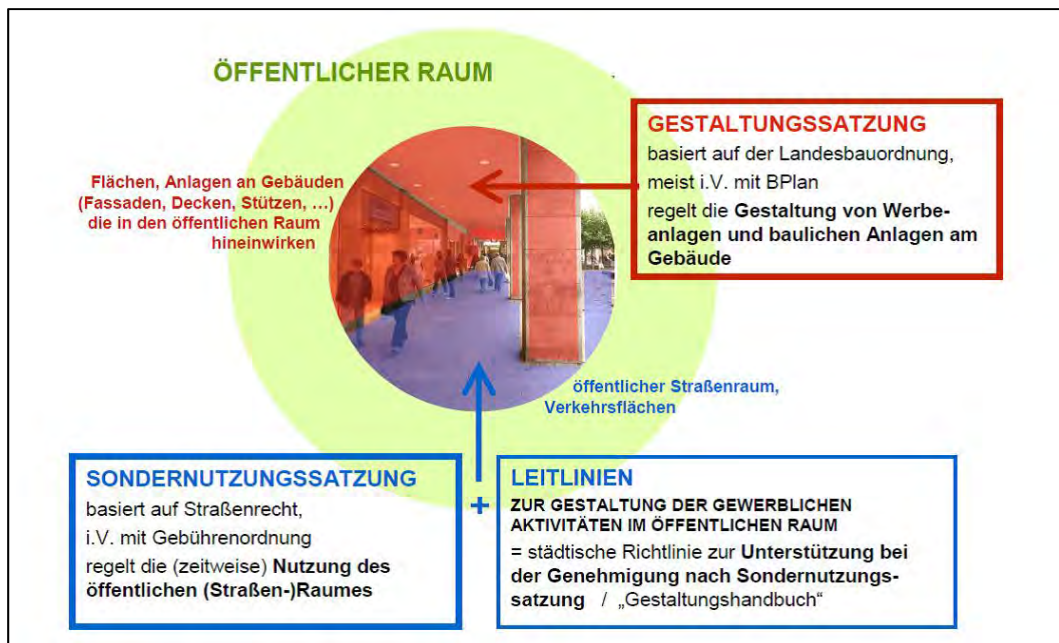 ÖFFENTLICHER RAUM
Flächen, Anlagen an Gebäuden
(Fassaden, Decken, Stützen, ...)
die in den öffentlichen Raum
hineinwirken
GESTALTUNGSSATZUNG
basiert auf der Landesbauordnung,
meist i.V. mit BPlan
regelt die Gestaltung von Werbe-
anlagen und baulichen Anlagen am
Gebäude
öffentlicher Straßenraum,
Verkehrsflächen
SONDERNUTZUNGSSATZUNG
basiert auf Straßenrecht,
i.V. mit Gebührenordnung
regelt die (zeitweise) Nutzung des
öffentlichen (Straßen-)Raumes
+
LEITLINIEN
ZUR GESTALTUNG DER GEWERBLICHEN
AKTIVITÄTEN IM ÖFFENTLICHEN RAUM
= städtische Richtlinie zur Unterstützung bei
der Genehmigung nach Sondernutzungs-
satzung / „Gestaltungshandbuch“